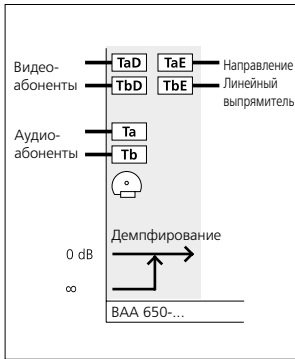 Видео-
абоненты
TaD TaE
TbD TbE
Направление
Линейный
выпрямитель
Аудио-
абоненты
Ta
Tb
Демпфирование
0 dB
∞
BAA 650-...